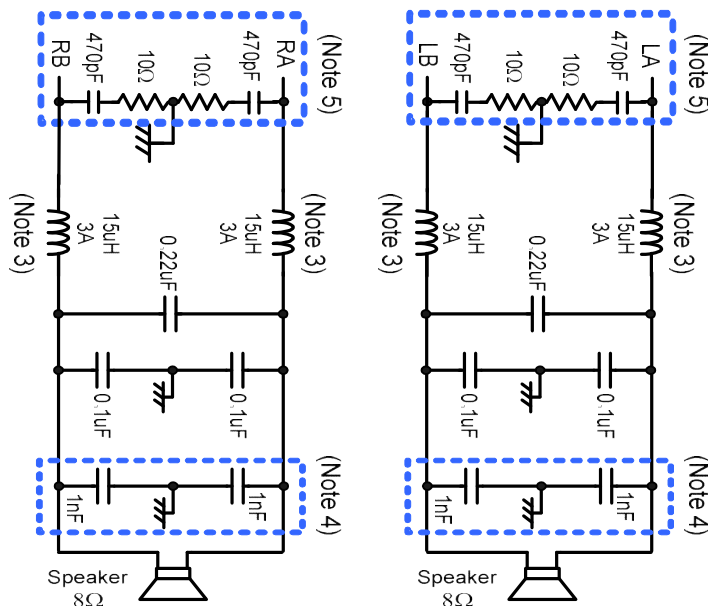 RB
470pF
10Ω
10Ω
470pF
RA
(Note 5)
(Note 3)
15uH
3A
15uH
3A
(Note 3)
0.22uF
0.1uF
0.1uF
1nF
1nF
(Note 4)
Speaker
8Ω
LB
470pF
10Ω
10Ω
470pF
LA
(Note 5)
(Note 3)
15uH
3A
15uH
3A
(Note 3)
0.22uF
0.1uF
0.1uF
1nF
1nF
(Note 4)
Speaker
8Ω